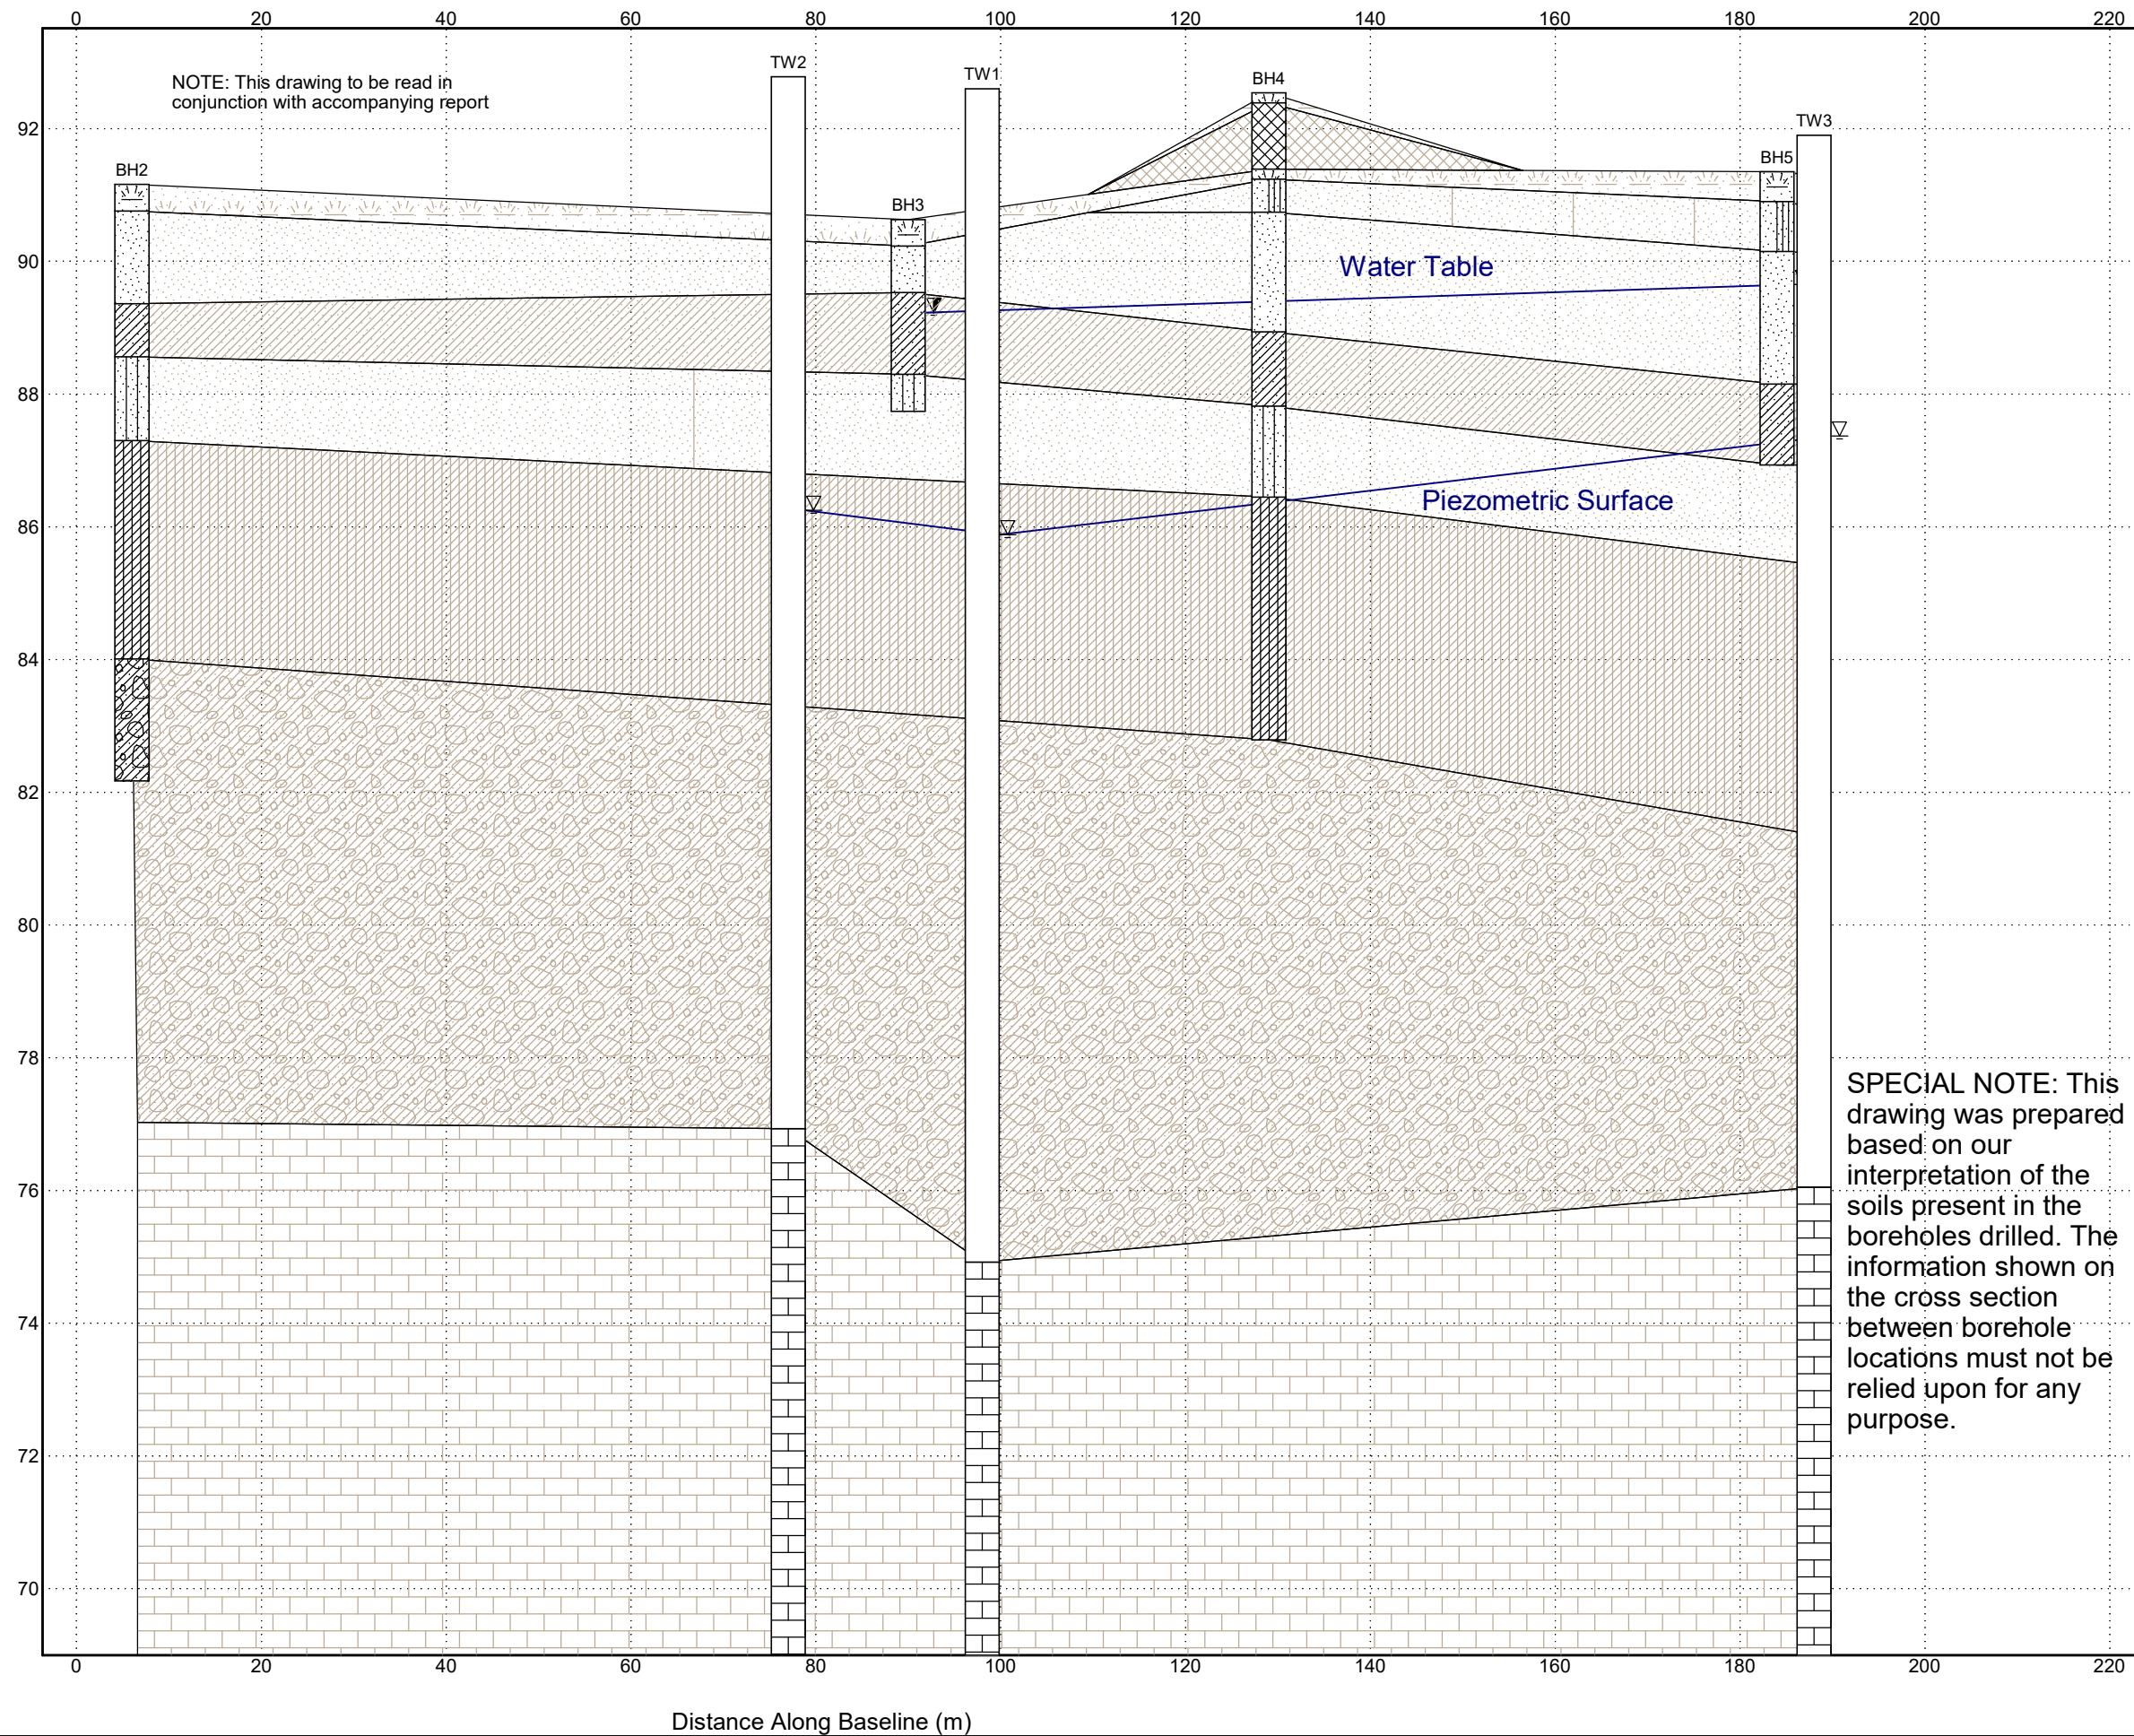 0 20 40 60 80 100 120 140 160 180 200 220
TW2
TW1
BH4
NOTE: This drawing to be read in
conjunction with accompanying report
TW3
92
BH2
BH5
BH3
90
Water Table
88
Piezometric Surface
86
84
82
80
78
SPECIAL NOTE: This
drawing was prepared
based on our
interpretation of the
soils present in the
boreholes drilled. The
information shown on
the cross section
between borehole
locations must not be
relied upon for any
purpose.
76
74
72
70
0 20 40 60 80 100 120 140 160 180 200 220
Distance Along Baseline (m)